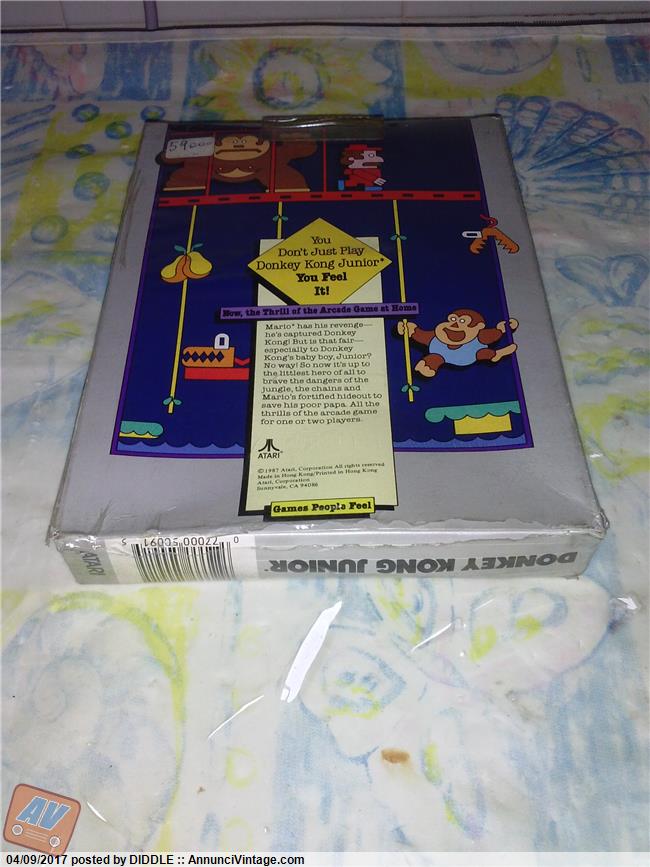 59000
You
Don't Just Play
Donkey Kong Junior®
You Feel
It!
Now, the Thrill of the Arcade Game at Home
Mario® has his revenge—
he's captured Donkey
Kong! But is that fair—
especially to Donkey
Kong's baby boy, Junior?
No way! So now it's up to
the littlest hero of all to
brave the dangers of the
jungle, the chains and
Mario's fortified hideout to
save his poor papa. All the
thrills of the arcade game
for one or two players.
ATARI®
©1987 Atari, Corporation All rights reserved
Made in Hong Kong/Printed in Hong Kong
Atari, Corporation
Sunnyvale, CA 94086
Games People Feel
DONKEY KONG JUNIOR®
0 77000 50091 5
ATARI
AV
04/09/2017 posted by DIDDLE :: AnnunciVintage.com